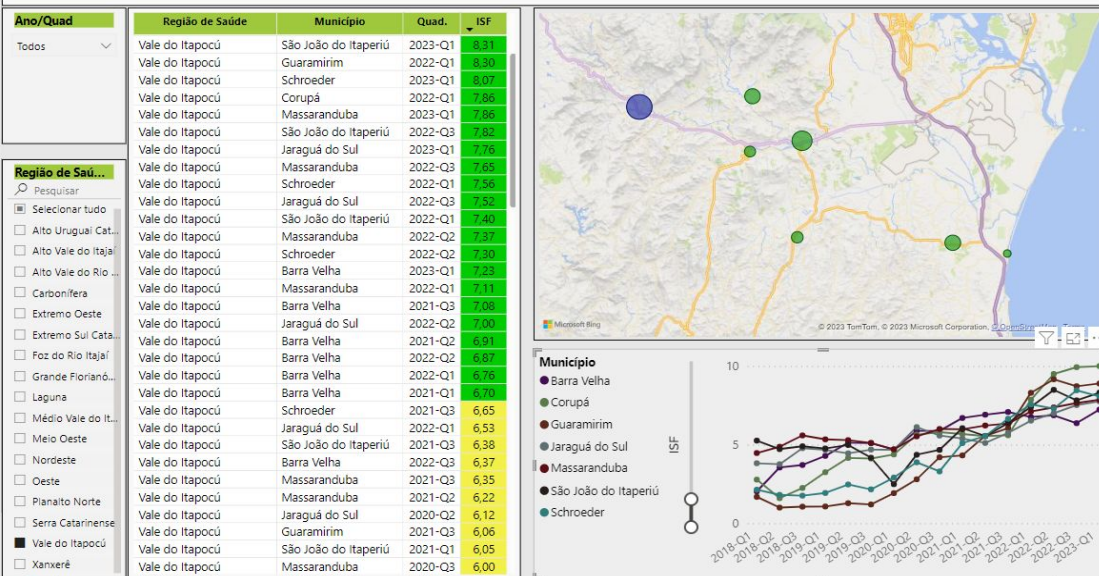 Ano/Quad
Todos
Região de Saú...
Pesquisar
Selecionar tudo
Alto Uruguai Cat...
Alto Vale do Itajaí
Alto Vale do Rio ...
Carbonífera
Extremo Oeste
Extremo Sul Cata...
Foz do Rio Itajaí
Grande Florianó...
Laguna
Médio Vale do It...
Meio Oeste
Nordeste
Oeste
Planalto Norte
Serra Catarinense
Vale do Itapocú
Xanxerê
Região de Saúde Município Quad. ISF
Vale do Itapocú São João do Itaperiú 2023-Q1 8,31
Vale do Itapocú Guaramirim 2022-Q1 8,30
Vale do Itapocú Schroeder 2023-Q1 8,07
Vale do Itapocú Corupá 2022-Q1 7,86
Vale do Itapocú Massaranduba 2023-Q1 7,86
Vale do Itapocú São João do Itaperiú 2022-Q3 7,82
Vale do Itapocú Jaraguá do Sul 2023-Q1 7,76
Vale do Itapocú Massaranduba 2022-Q3 7,65
Vale do Itapocú Schroeder 2022-Q1 7,56
Vale do Itapocú Jaraguá do Sul 2022-Q3 7,52
Vale do Itapocú São João do Itaperiú 2022-Q1 7,40
Vale do Itapocú Massaranduba 2022-Q2 7,37
Vale do Itapocú Schroeder 2022-Q2 7,30
Vale do Itapocú Barra Velha 2023-Q1 7,23
Vale do Itapocú Massaranduba 2022-Q1 7,11
Vale do Itapocú Barra Velha 2021-Q3 7,08
Vale do Itapocú Jaraguá do Sul 2022-Q2 7,00
Vale do Itapocú Barra Velha 2021-Q2 6,91
Vale do Itapocú Barra Velha 2022-Q2 6,87
Vale do Itapocú Barra Velha 2022-Q1 6,76
Vale do Itapocú Barra Velha 2021-Q1 6,70
Vale do Itapocú Schroeder 2021-Q3 6,65
Vale do Itapocú Jaraguá do Sul 2022-Q1 6,53
Vale do Itapocú São João do Itaperiú 2021-Q3 6,38
Vale do Itapocú Barra Velha 2022-Q3 6,37
Vale do Itapocú Massaranduba 2021-Q3 6,35
Vale do Itapocú Massaranduba 2021-Q2 6,22
Vale do Itapocú Jaraguá do Sul 2020-Q2 6,12
Vale do Itapocú Guaramirim 2021-Q3 6,06
Vale do Itapocú São João do Itaperiú 2021-Q1 6,05
Vale do Itapocú Massaranduba 2020-Q3 6,00
Microsoft Bing
© 2023 TomTom, © 2023 Microsoft Corporation, © OpenStreetMap
Município
Barra Velha
Corupá
Guaramirim
Jaraguá do Sul
Massaranduba
São João do Itaperiú
Schroeder
ISF
10
5
0
2018-Q1 2018-Q2 2018-Q3 2019-Q1 2019-Q2 2019-Q3 2020-Q1 2020-Q2 2020-Q3 2021-Q1 2021-Q2 2021-Q3 2022-Q1 2022-Q2 2022-Q3 2023-Q1